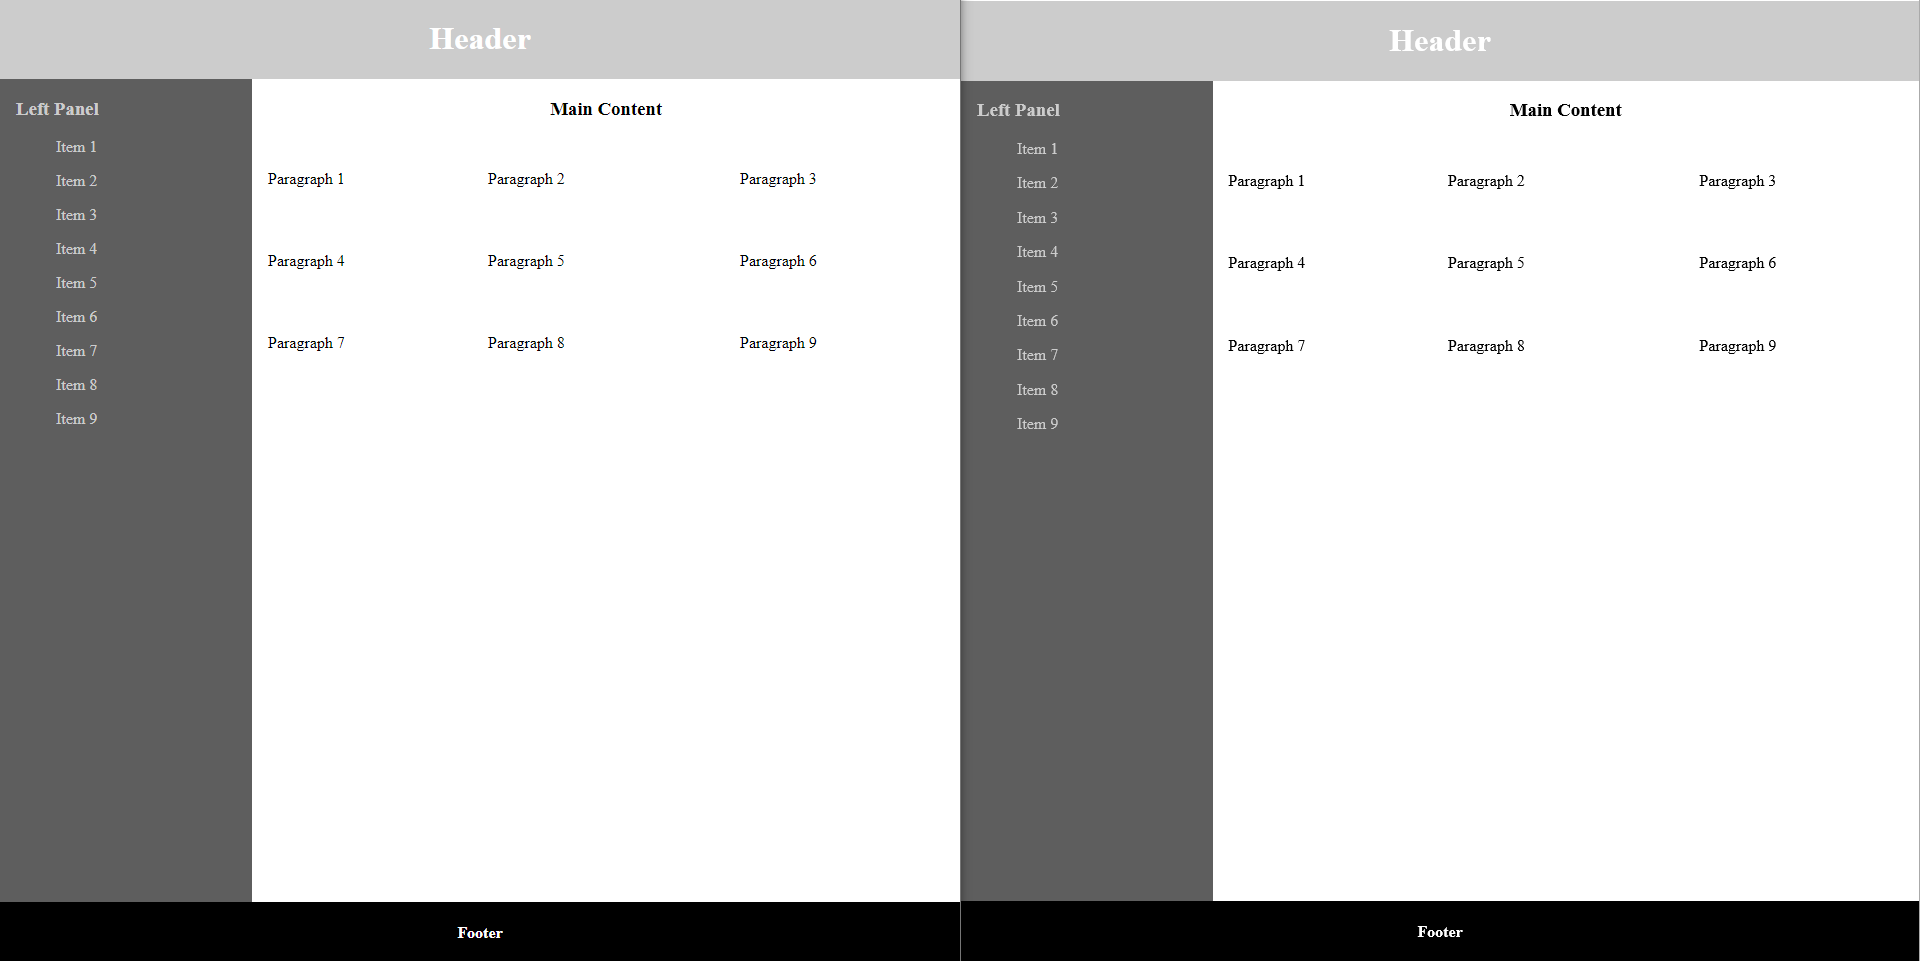 Header
Left Panel
Item 1
Item 2
Item 3
Item 4
Item 5
Item 6
Item 7
Item 8
Item 9
Main Content
Paragraph 1 Paragraph 2 Paragraph 3
Paragraph 4 Paragraph 5 Paragraph 6
Paragraph 7 Paragraph 8 Paragraph 9
Footer
Header
Left Panel
Item 1
Item 2
Item 3
Item 4
Item 5
Item 6
Item 7
Item 8
Item 9
Main Content
Paragraph 1 Paragraph 2 Paragraph 3
Paragraph 4 Paragraph 5 Paragraph 6
Paragraph 7 Paragraph 8 Paragraph 9
Footer